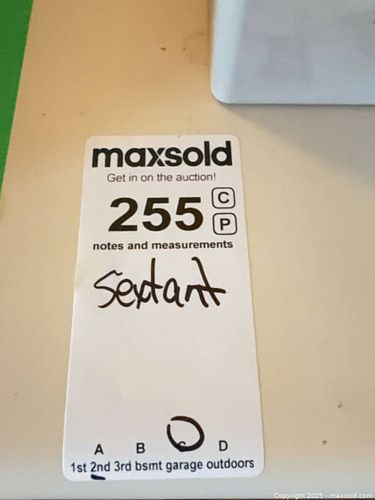 maxsold
Get in on the auction!
255 C
P
notes and measurements
Sextant
A B C D
1st 2nd 3rd bsmt garage outdoors
Copyright 2025 - maxsold.com